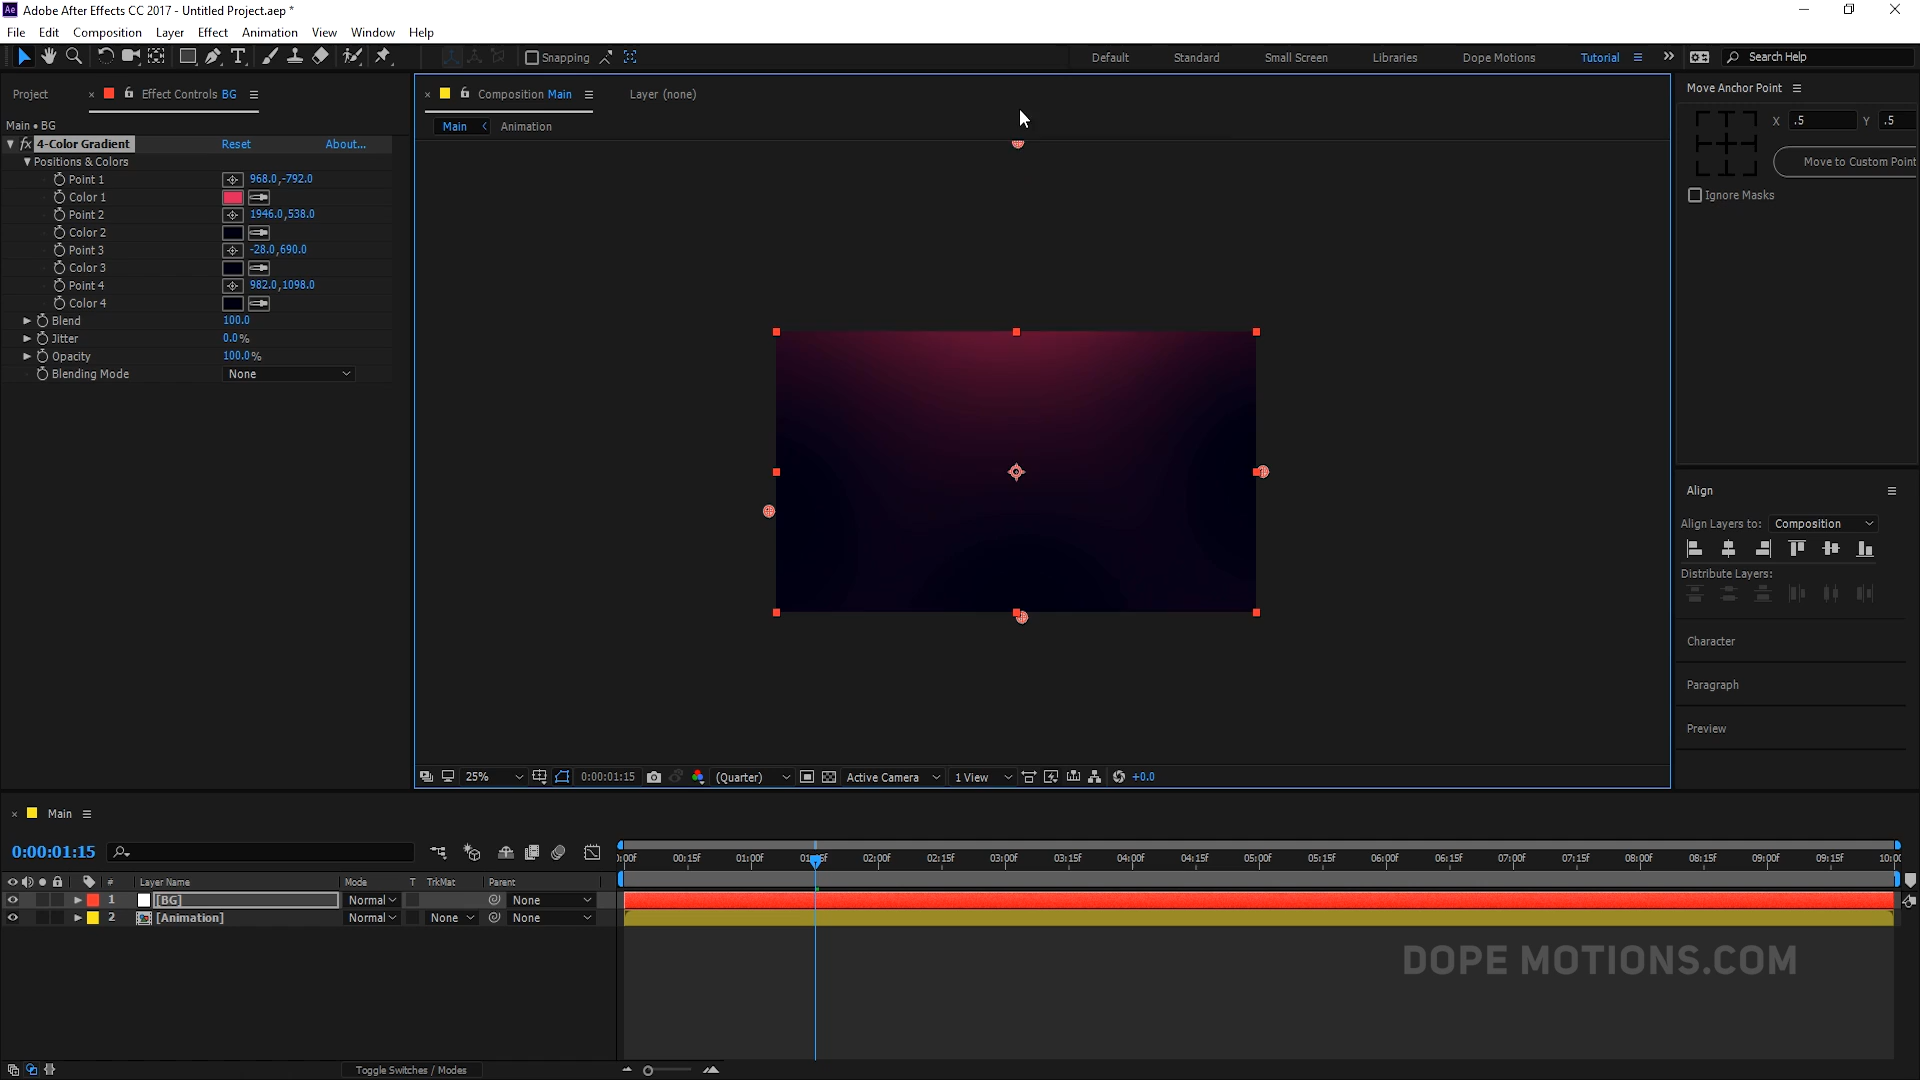 Adobe After Effects CC 2017 - Untitled Project.aep *
File Edit Composition Layer Effect Animation View Window Help
Snapping Default Standard Small Screen Libraries Dope Motions Tutorial Search Help
Project Effect Controls BG Composition Main Layer (none) Move Anchor Point
Main • BG Main Animation X .5 Y .5
fx 4-Color Gradient Reset About...
Positions & Colors Move to Custom Point
Point 1 968.0,-792.0
Color 1 Ignore Masks
Point 2 1946.0,538.0
Color 2
Point 3 -28.0,690.0
Color 3
Point 4 982.0,1098.0
Color 4
Blend 100.0
Jitter 0.0%
Opacity 100.0%
Blending Mode None
Align
Align Layers to: Composition
Distribute Layers:
Character
Paragraph
Preview
25% 0:00:01:15 (Quarter) Active Camera 1 View +0.0
Main
0:00:01:15
00f 00:15f 01:00f 02:00f 02:15f 03:00f 03:15f 04:00f 04:15f 05:00f 05:15f 06:00f 06:15f 07:00f 07:15f 08:00f 08:15f 09:00f 09:15f
# Layer Name Mode T TrkMat Parent
1 [BG] Normal None
2 [Animation] Normal None None
DOPE MOTIONS.COM
Toggle Switches / Modes